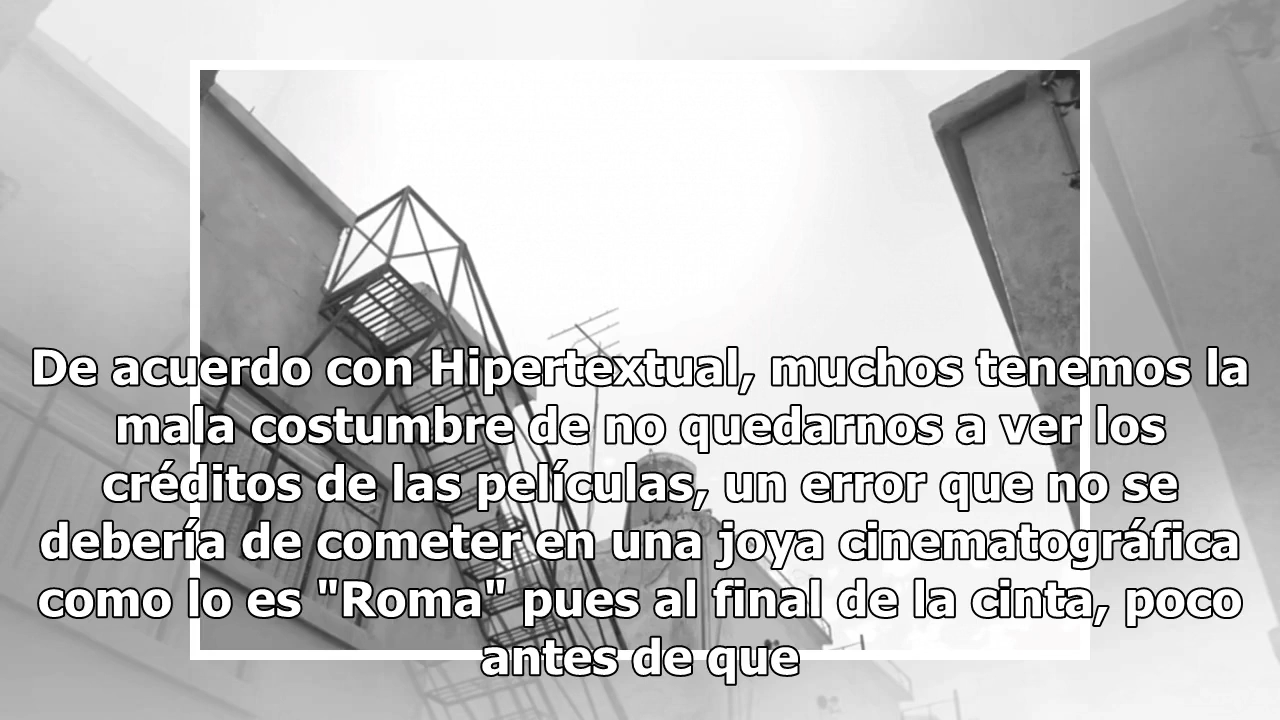 De acuerdo con Hipertextual, muchos tenemos la
mala costumbre de no quedarnos a ver los
créditos de las películas, un error que no se
debería de cometer en una joya cinematográfica
como lo es "Roma" pues al final de la cinta, poco
antes de que